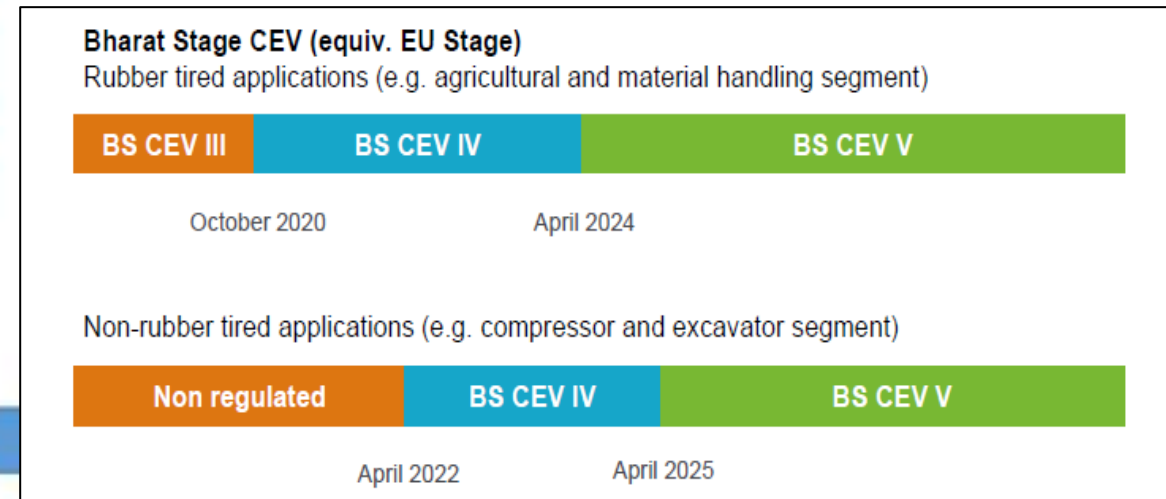 Bharat Stage CEV (equiv. EU Stage)
Rubber tired applications (e.g. agricultural and material handling segment)
BS CEV III BS CEV IV BS CEV V
October 2020 April 2024
Non-rubber tired applications (e.g. compressor and excavator segment)
Non regulated BS CEV IV BS CEV V
April 2022 April 2025